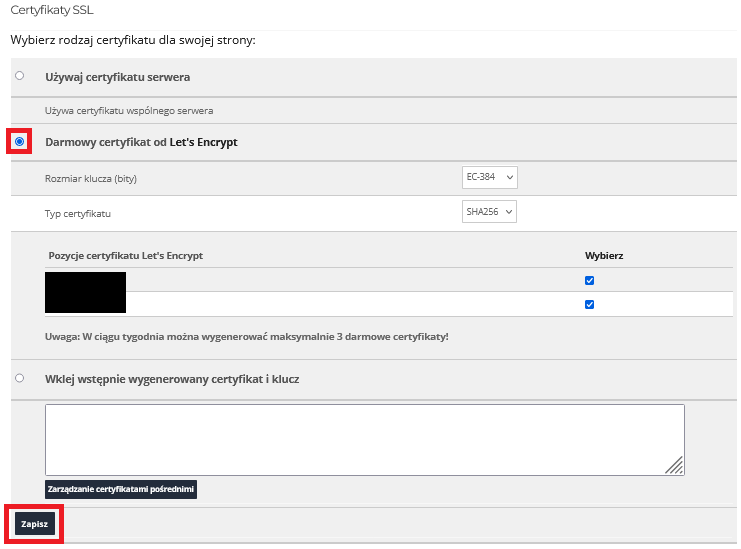 Certyfikaty SSL
Wybierz rodzaj certyfikatu dla swojej strony:
Używaj certyfikatu serwera
Używa certyfikatu wspólnego serwera
Darmowy certyfikat od Let's Encrypt
Rozmiar klucza (bity) EC-384
Typ certyfikatu SHA256
Pozycje certyfikatu Let's Encrypt Wybierz
Uwaga: W ciągu tygodnia można wygenerować maksymalnie 3 darmowe certyfikaty!
Wklej wstępnie wygenerowany certyfikat i klucz
Zarządzanie certyfikatami pośrednimi
Zapisz